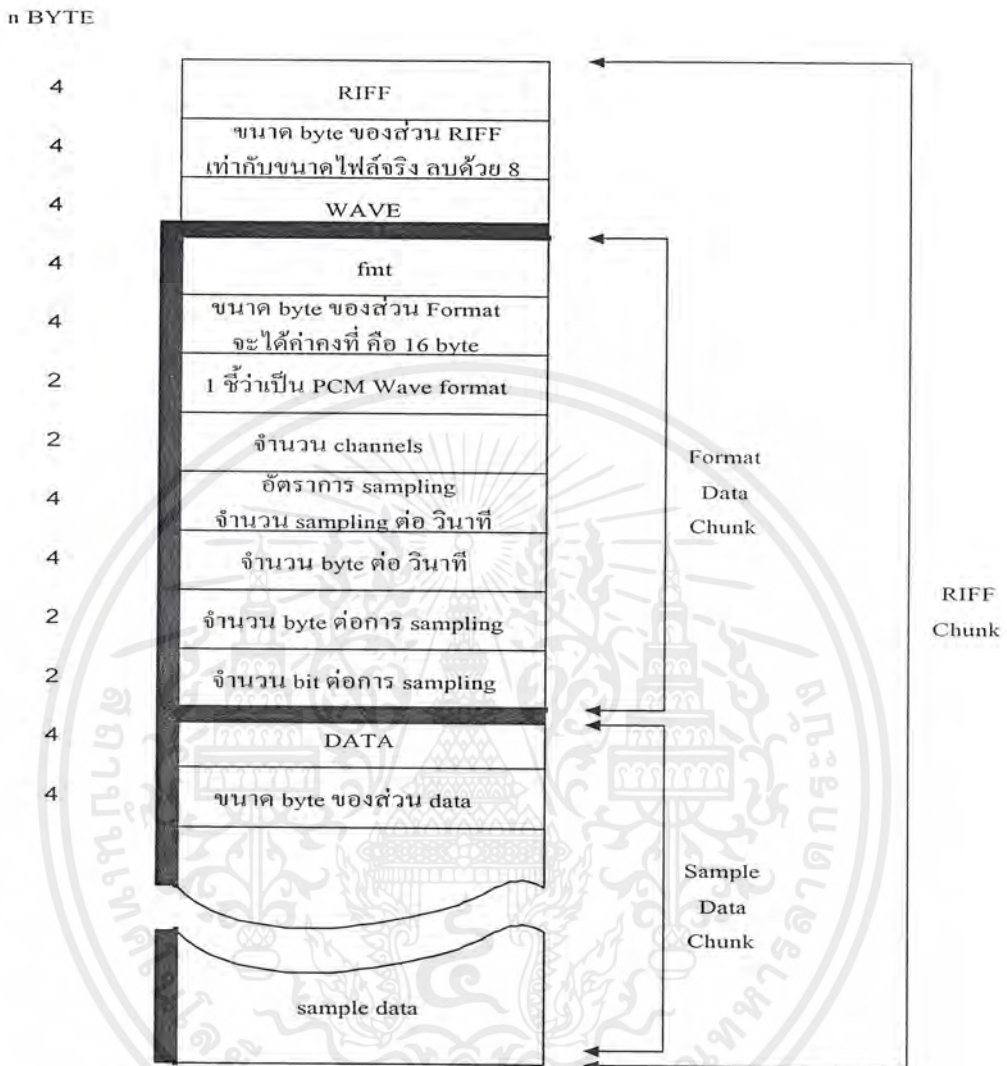 n BYTE
4 RIFF
4 ขนาด byte ของส่วน RIFF
เท่ากับขนาดไฟล์จริง ลบด้วย 8
4 WAVE
4 fmt
4 ขนาด byte ของส่วน Format
จะได้ค่าคงที่ คือ 16 byte
2 1 ชี้ว่าเป็น PCM Wave format
2 จำนวน channels
4 อัตราการ sampling
จำนวน sampling ต่อ วินาที
4 จำนวน byte ต่อ วินาที
2 จำนวน byte ต่อการ sampling
2 จำนวน bit ต่อการ sampling
4 DATA
4 ขนาด byte ของส่วน data
sample data
Format
Data
Chunk
Sample
Data
Chunk
RIFF
Chunk